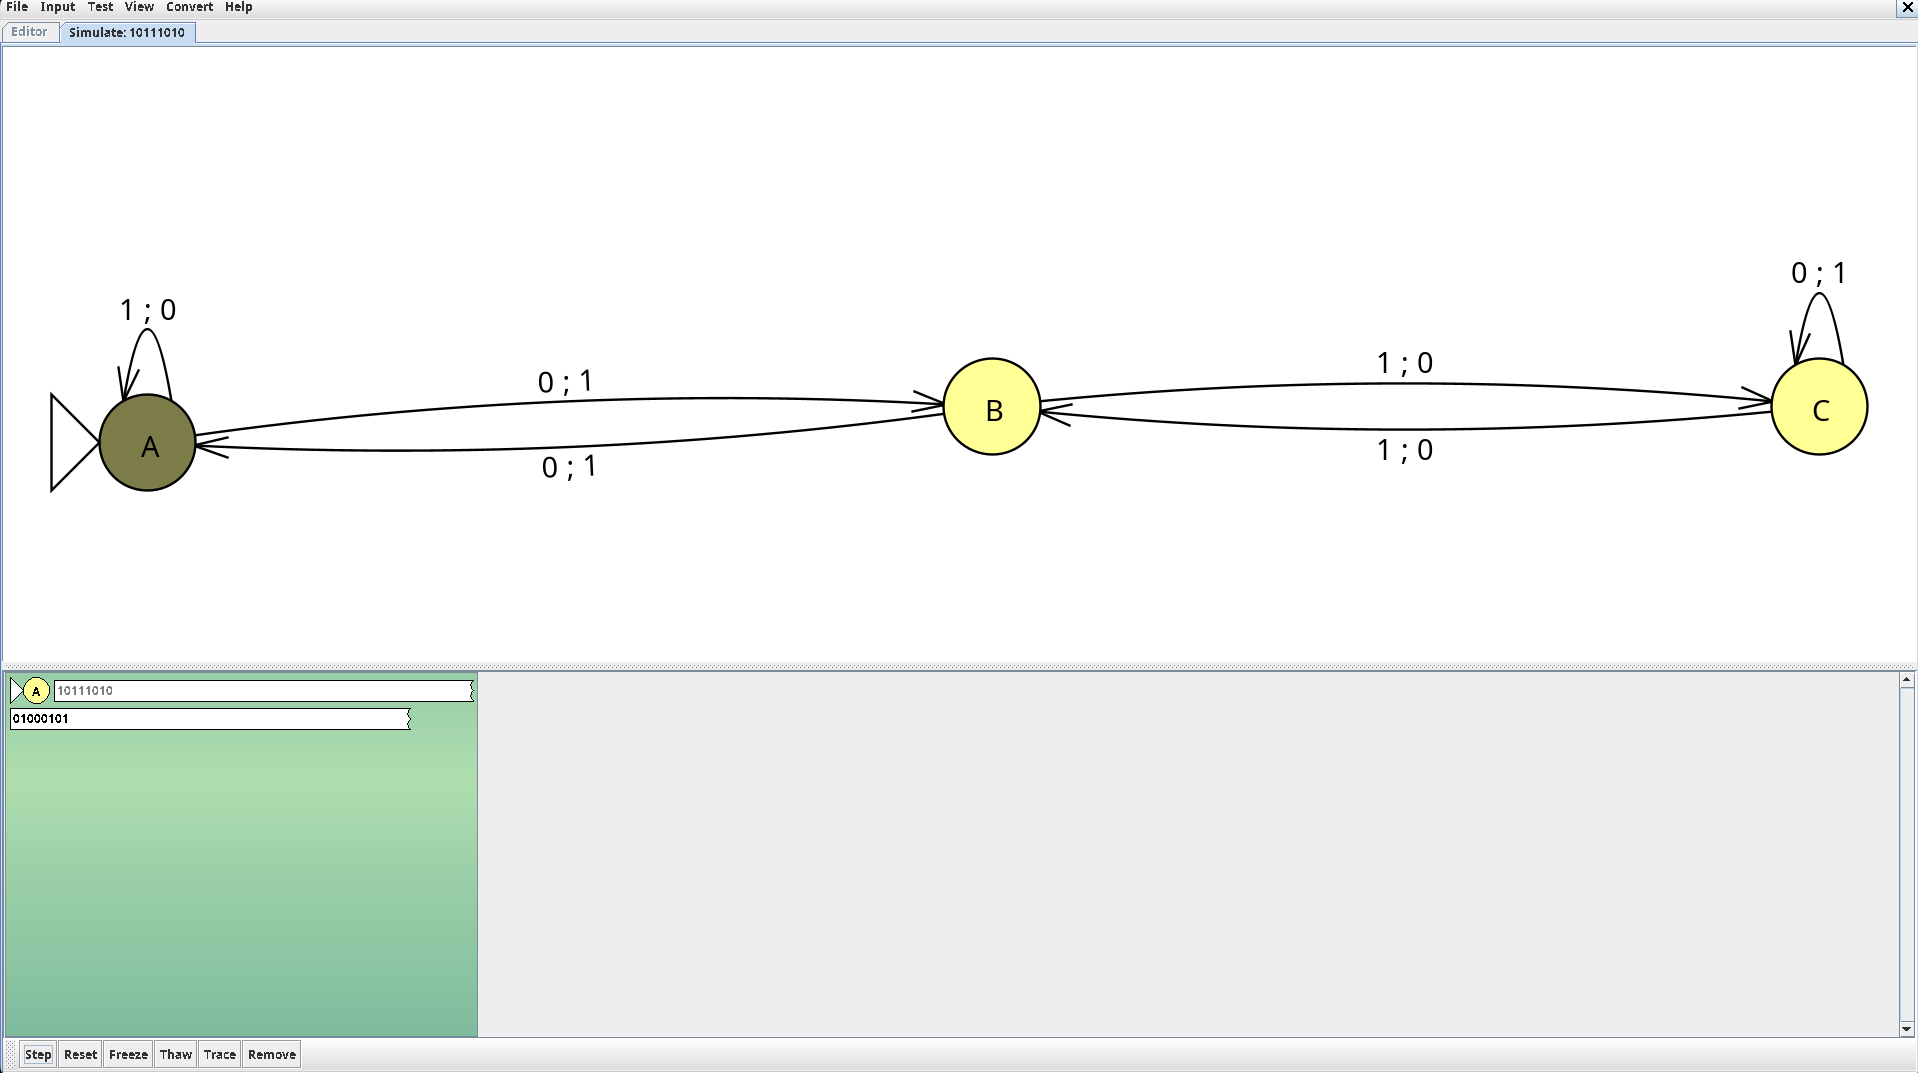 File Input Test View Convert Help
Editor Simulate: 10111010
0 ; 1
1 ; 0
1 ; 0
0 ; 1
B
C
A
1 ; 0
0 ; 1
A 10111010
01000101
Step Reset Freeze Thaw Trace Remove